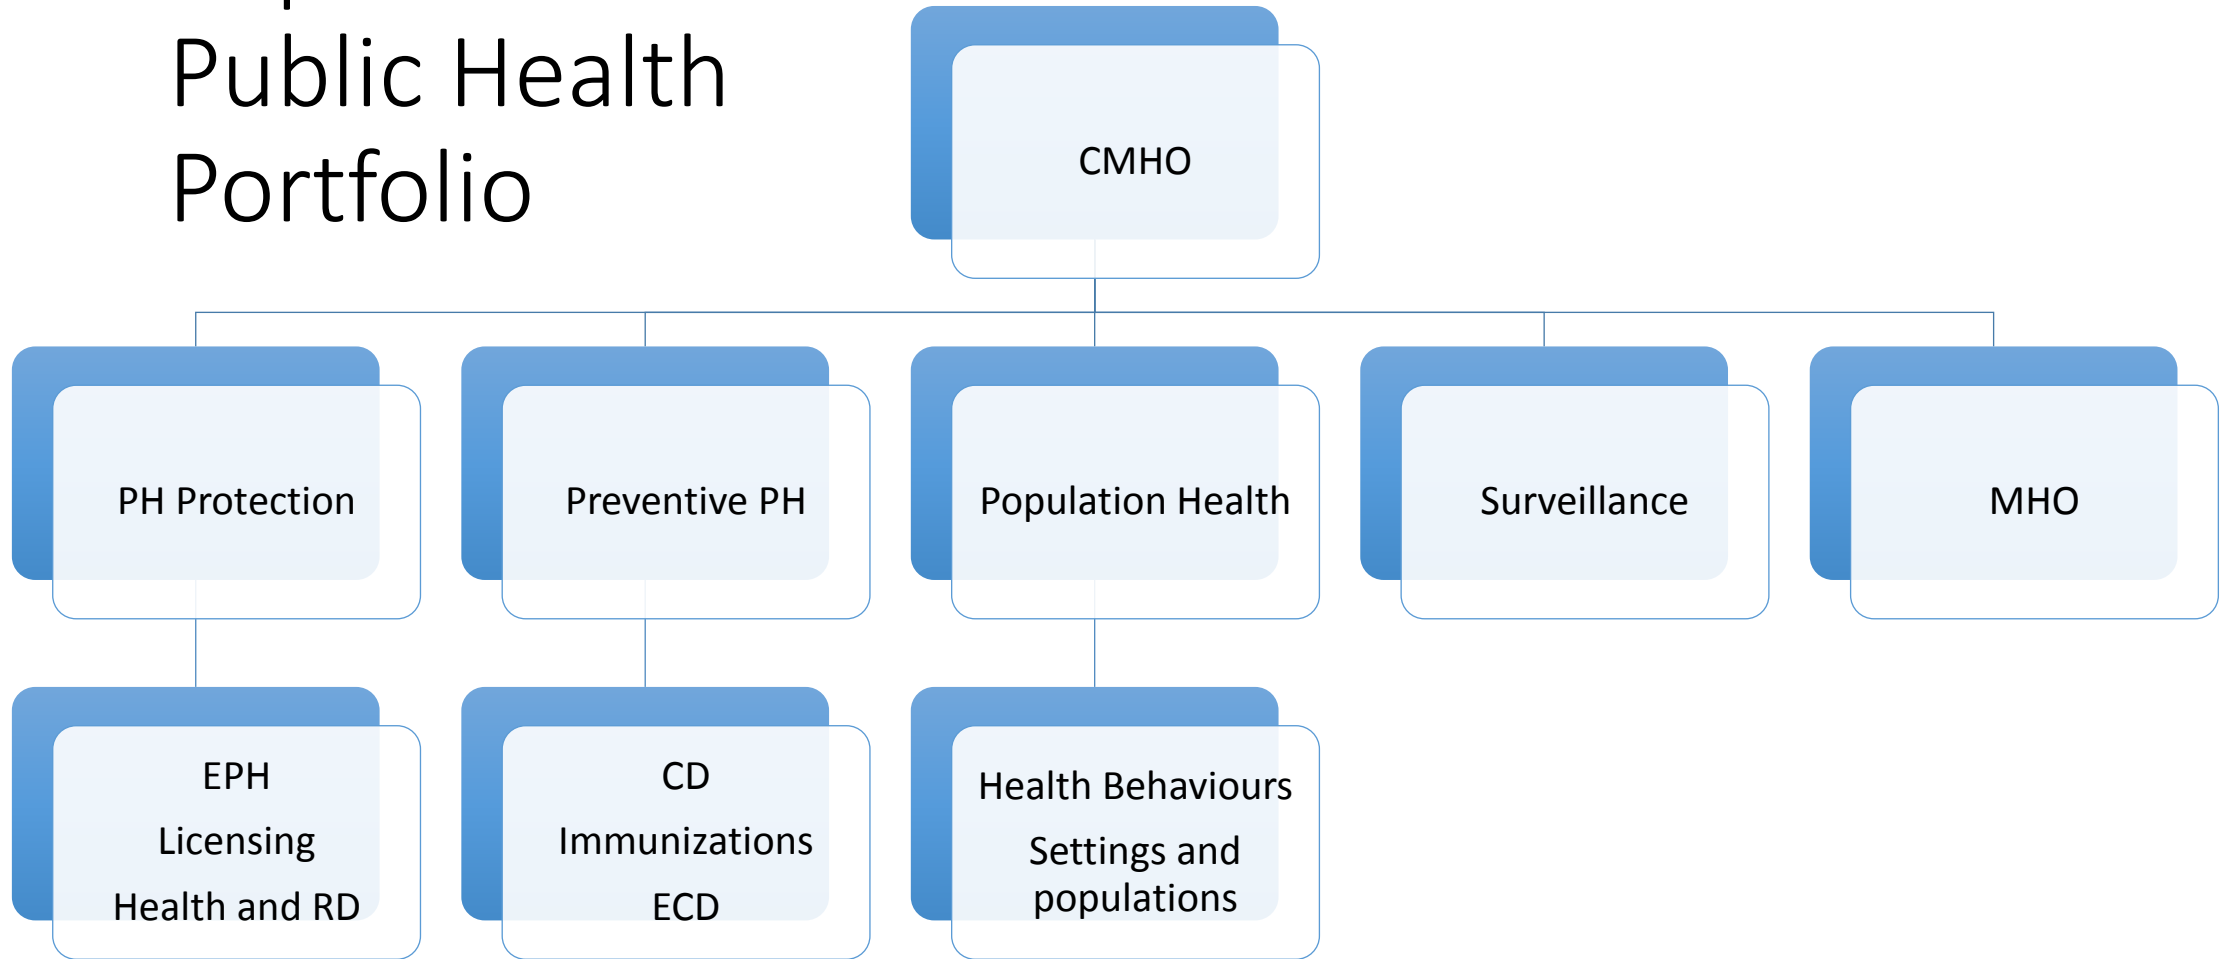 Public Health
Portfolio
CMHO
PH Protection
Preventive PH
Population Health
Surveillance
MHO
EPH
Licensing
Health and RD
CD
Immunizations
ECD
Health Behaviours
Settings and
populations